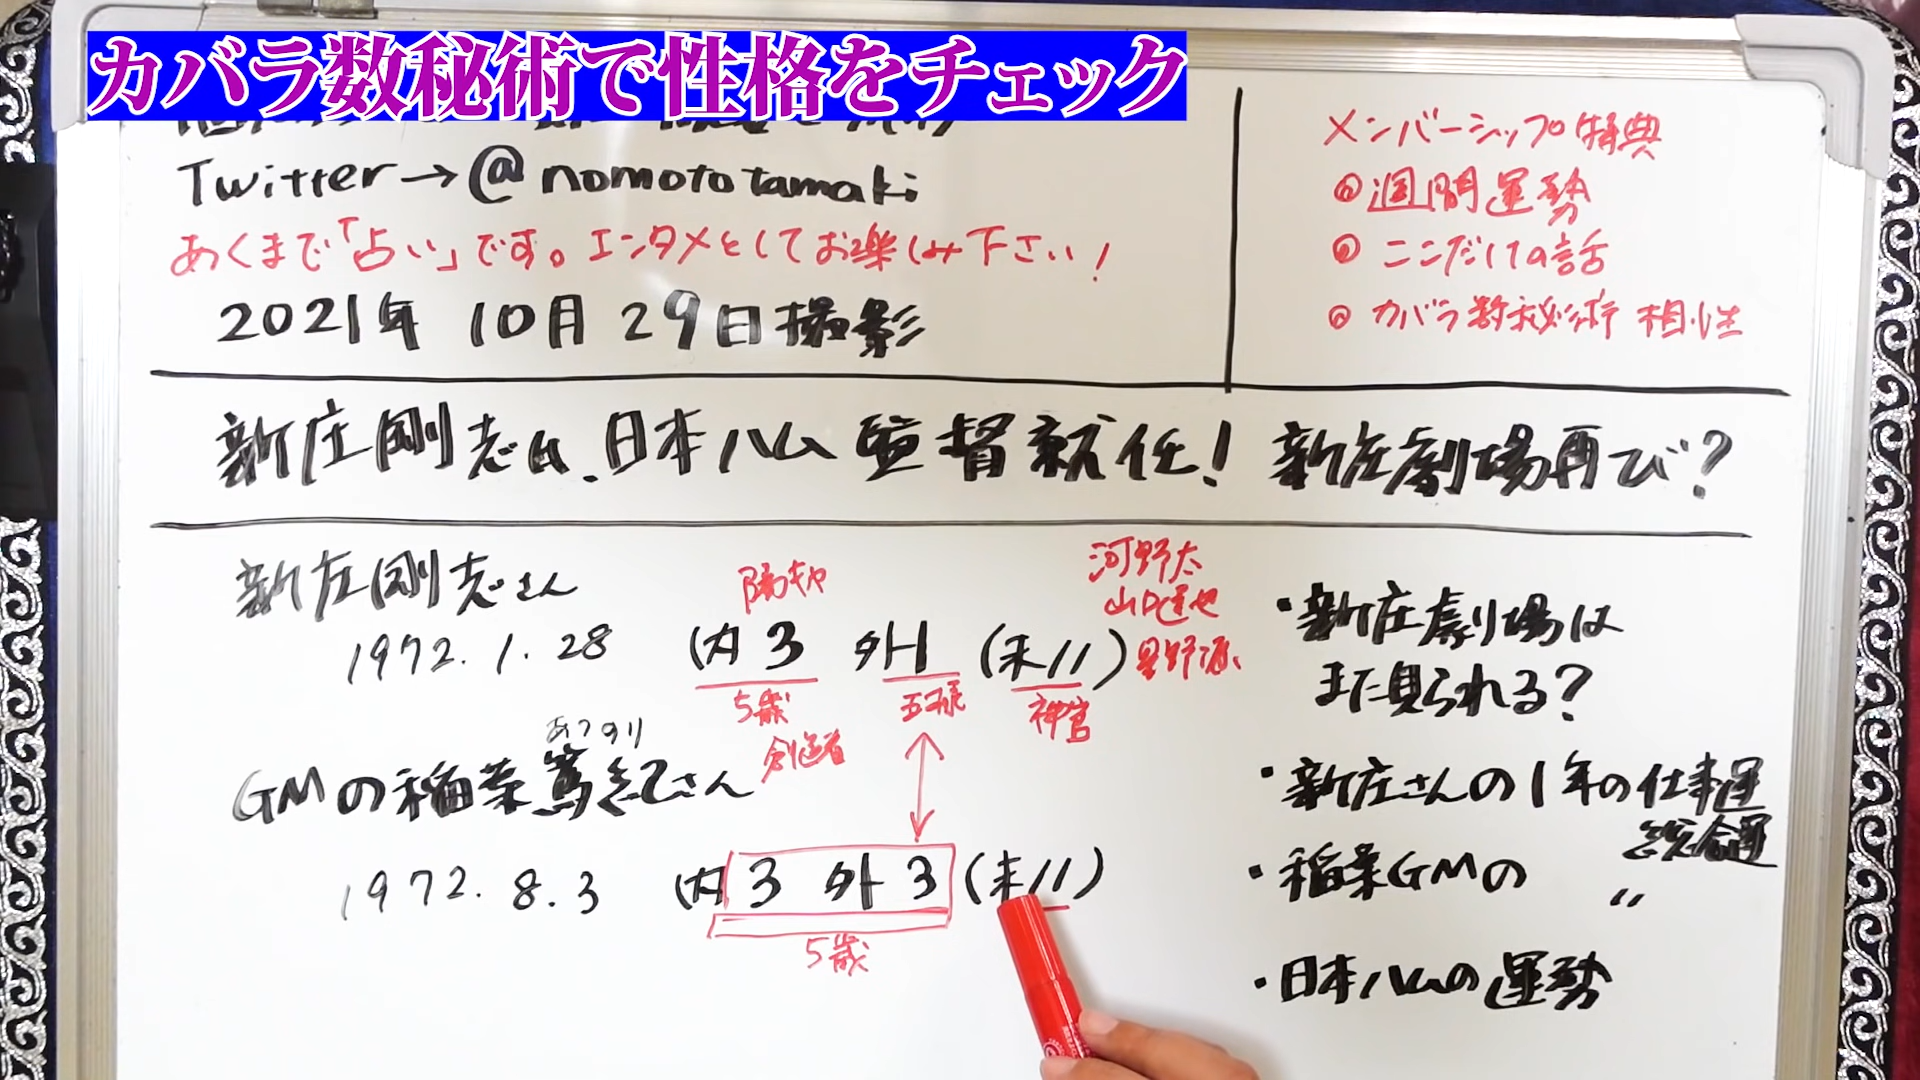 カバラ数秘術で性格をチェック
Twitter→@nomototamaki
あくまで「占い」です。エンタメとしてお楽しみ下さい！
2021年 10月 29日撮影
メンバーシップ特典
◎週間運勢
◎ここだけの話
◎カバラ数秘術 相性
新庄剛志氏、日本ハム監督就任！ 新庄劇場再び？
新庄剛志さん
1972.1.28
陽キャ
内3 外1 (未11)
5歳
創造者
王様
神官
河野太
山口達也
星野源、
あつのり
GMの稲葉篤紀さん
1972.8.3
内3 外3 (未11)
5歳
・新庄劇場は
また見られる？
・新庄さんの1年の仕事運
総合運
・稲葉GMの 〃
・日本ハムの運勢